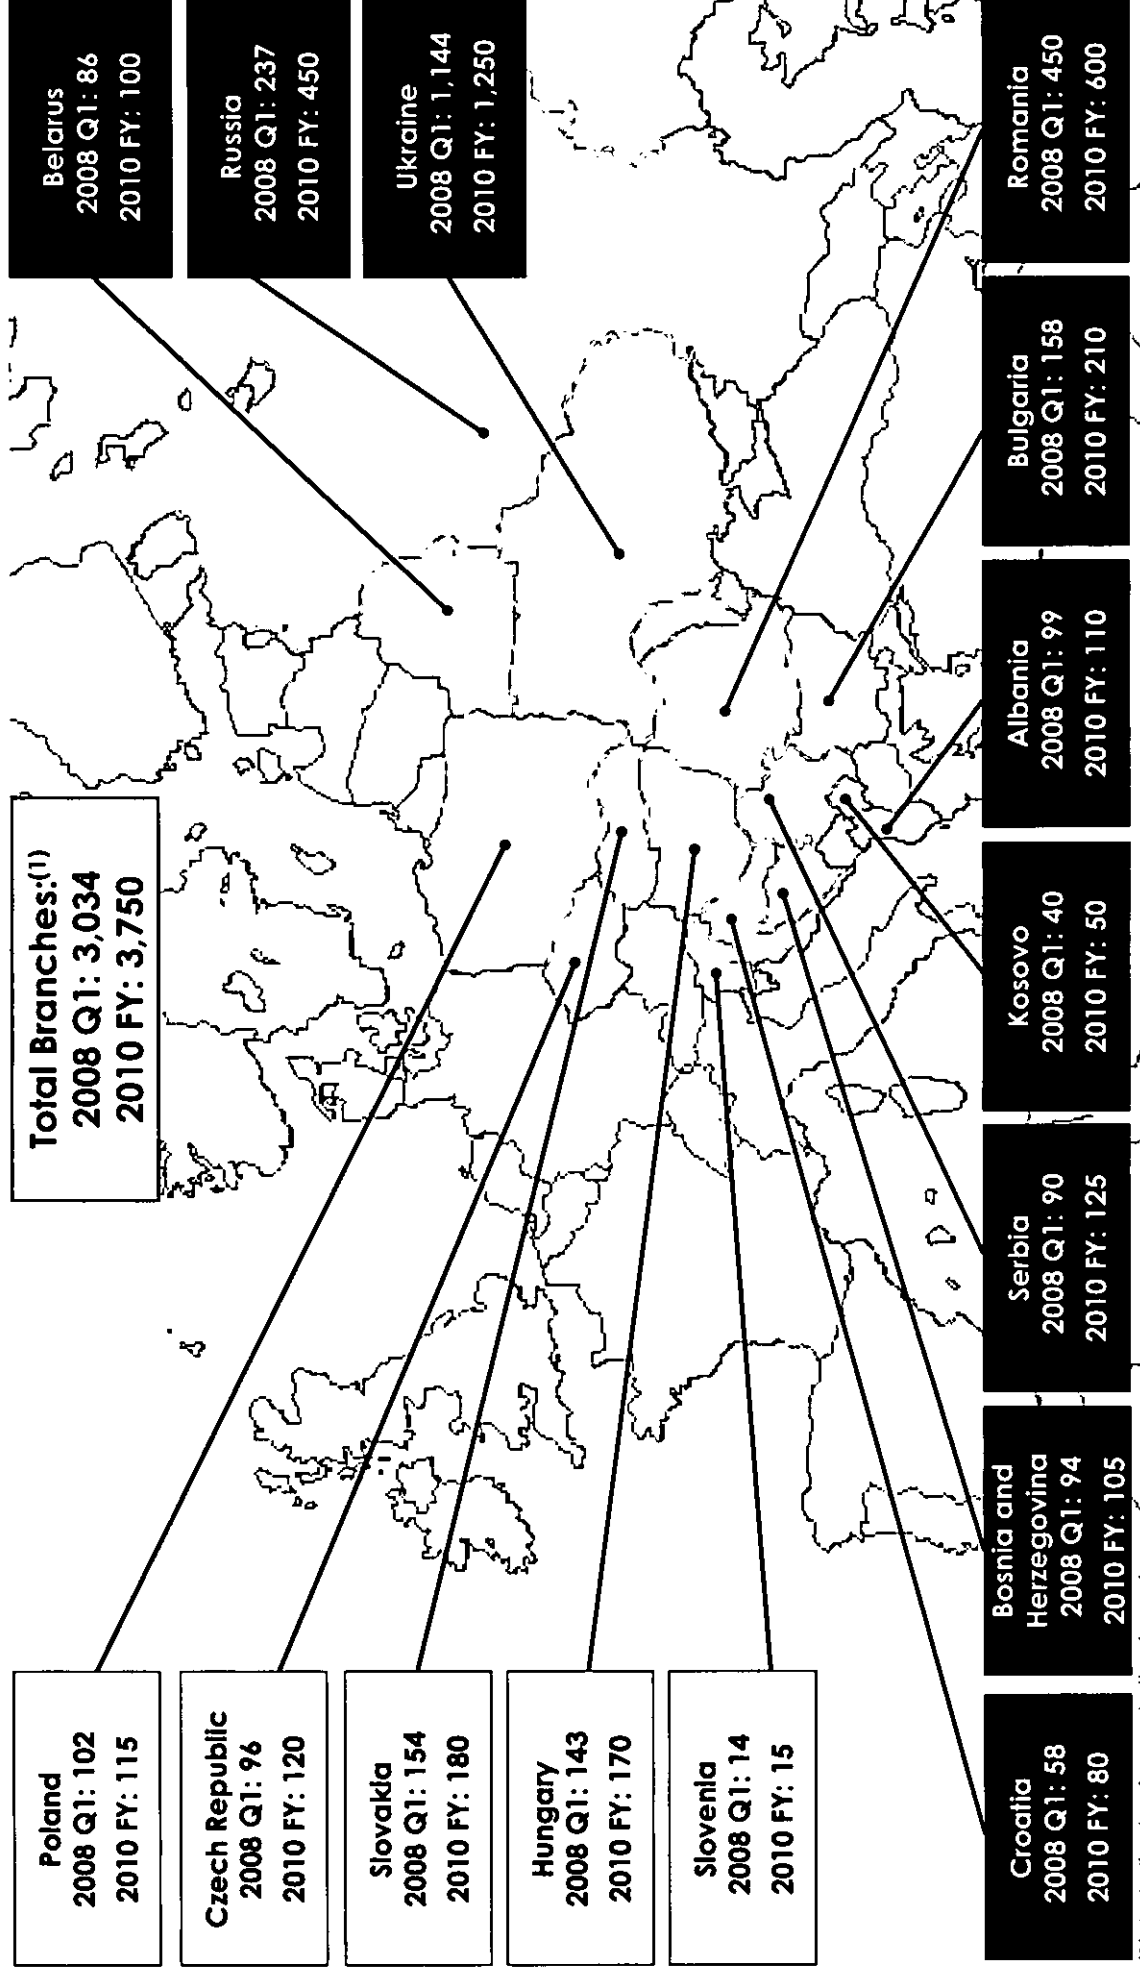 Total Branches:(1)
2008 Q1: 3,034
2010 FY: 3,750
Poland
2008 Q1: 102
2010 FY: 115
Czech Republic
2008 Q1: 96
2010 FY: 120
Slovakia
2008 Q1: 154
2010 FY: 180
Hungary
2008 Q1: 143
2010 FY: 170
Slovenia
2008 Q1: 14
2010 FY: 15
Belarus
2008 Q1: 86
2010 FY: 100
Russia
2008 Q1: 237
2010 FY: 450
Ukraine
2008 Q1: 1,144
2010 FY: 1,250
Croatia
2008 Q1: 58
2010 FY: 80
Bosnia and
Herzegovina
2008 Q1: 94
2010 FY: 105
Serbia
2008 Q1: 90
2010 FY: 125
Kosovo
2008 Q1: 40
2010 FY: 50
Albania
2008 Q1: 99
2010 FY: 110
Bulgaria
2008 Q1: 158
2010 FY: 210
Romania
2008 Q1: 450
2010 FY: 600